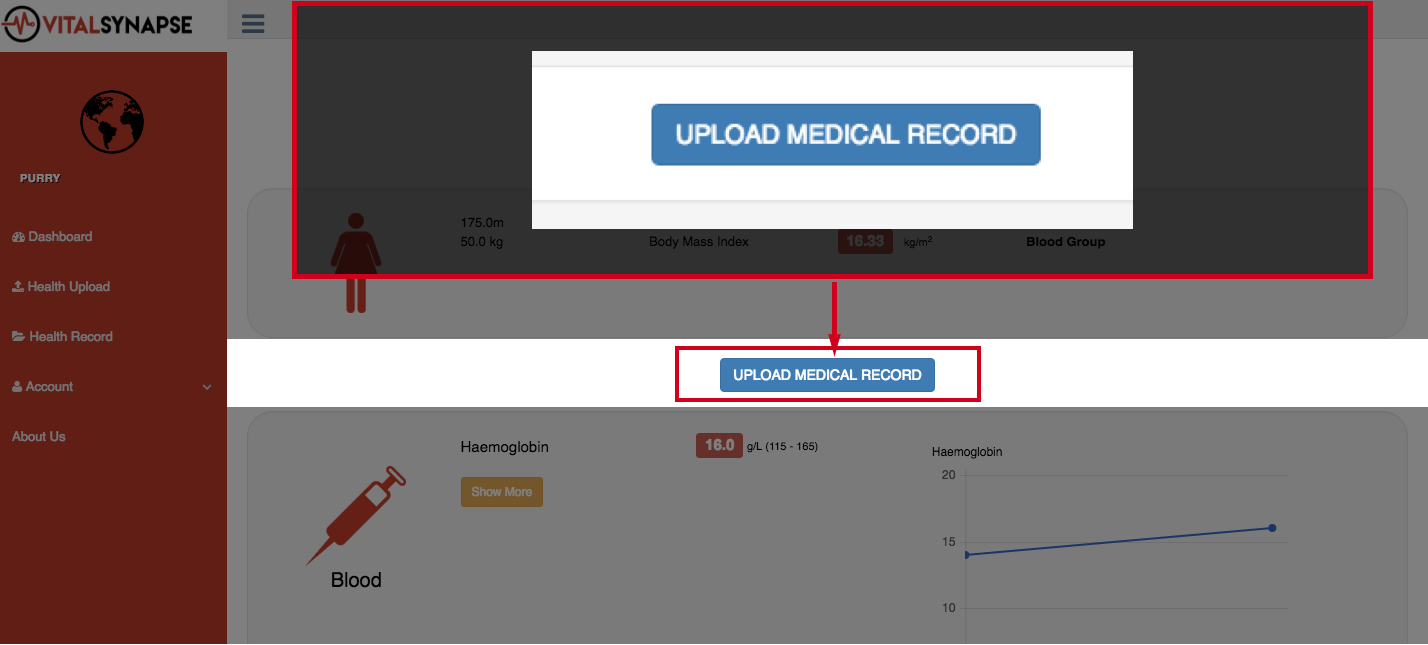 VITALSYNAPSE
UPLOAD MEDICAL RECORD
PURRY
Dashboard
Health Upload
Health Record
Account
About Us
175.0m
50.0 kg
Body Mass Index
16.33
kg/m²
Blood Group
UPLOAD MEDICAL RECORD
Haemoglobin
16.0
g/L (115 - 165)
Show More
Blood
Haemoglobin
20
15
10